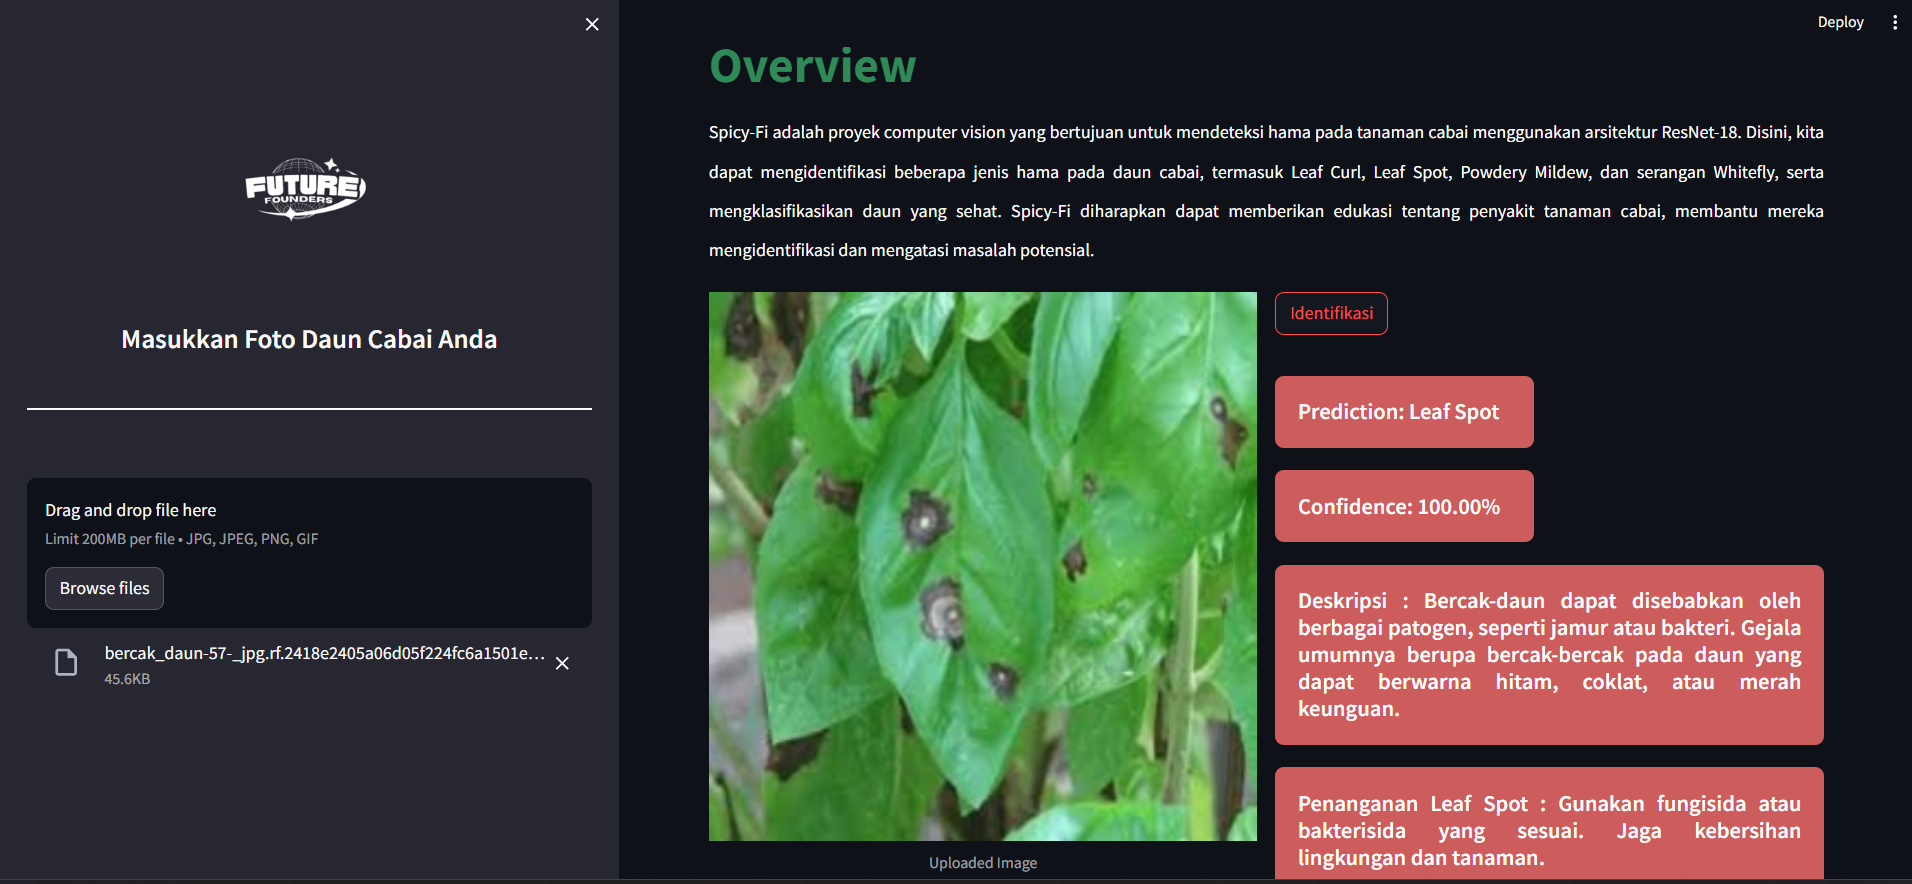 Deploy
FUTURE
FOUNDERS
Masukkan Foto Daun Cabai Anda
Drag and drop file here
Limit 200MB per file • JPG, JPEG, PNG, GIF
Browse files
bercak_daun-57-_jpg.rf.2418e2405a06d05f224fc6a1501e...
45.6KB
Overview
Spicy-Fi adalah proyek computer vision yang bertujuan untuk mendeteksi hama pada tanaman cabai menggunakan arsitektur ResNet-18. Disini, kita
dapat mengidentifikasi beberapa jenis hama pada daun cabai, termasuk Leaf Curl, Leaf Spot, Powdery Mildew, dan serangan Whitefly, serta
mengklasifikasikan daun yang sehat. Spicy-Fi diharapkan dapat memberikan edukasi tentang penyakit tanaman cabai, membantu mereka
mengidentifikasi dan mengatasi masalah potensial.
Uploaded Image
Identifikasi
Prediction: Leaf Spot
Confidence: 100.00%
Deskripsi : Bercak-daun dapat disebabkan oleh
berbagai patogen, seperti jamur atau bakteri. Gejala
umumnya berupa bercak-bercak pada daun yang
dapat berwarna hitam, coklat, atau merah
keunguan.
Penanganan Leaf Spot : Gunakan fungisida atau
bakterisida yang sesuai. Jaga kebersihan
lingkungan dan tanaman.